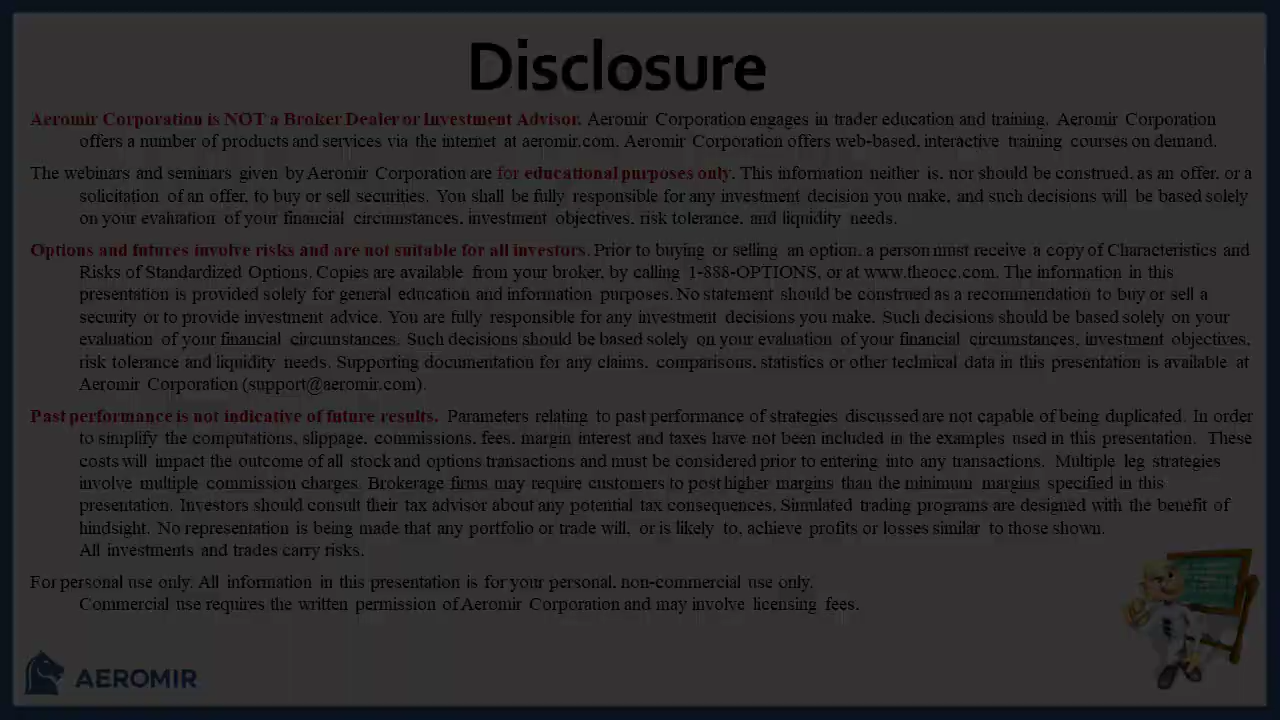 Disclosure
Aeromir Corporation is NOT a Broker Dealer or Investment Advisor. Aeromir Corporation engages in trader education and training. Aeromir Corporation
offers a number of products and services via the internet at aeromir.com. Aeromir Corporation offers web-based, interactive training courses on demand.
The webinars and seminars given by Aeromir Corporation are for educational purposes only. This information neither is, nor should be construed, as an offer, or a
solicitation of an offer, to buy or sell securities. You shall be fully responsible for any investment decision you make, and such decisions will be based solely
on your evaluation of your financial circumstances, investment objectives, risk tolerance, and liquidity needs.
Options and futures involve risks and are not suitable for all investors. Prior to buying or selling an option, a person must receive a copy of Characteristics and
Risks of Standardized Options. Copies are available from your broker, by calling 1-888-OPTIONS, or at www.theocc.com. The information in this
presentation is provided solely for general education and information purposes. No statement should be construed as a recommendation to buy or sell a
security or to provide investment advice. You are fully responsible for any investment decisions you make. Such decisions should be based solely on your
evaluation of your financial circumstances. Such decisions should be based solely on your evaluation of your financial circumstances, investment objectives,
risk tolerance and liquidity needs. Supporting documentation for any claims, comparisons, statistics or other technical data in this presentation is available at
Aeromir Corporation (support@aeromir.com).
Past performance is not indicative of future results. Parameters relating to past performance of strategies discussed are not capable of being duplicated. In order
to simplify the computations, slippage, commissions, fees, margin interest and taxes have not been included in the examples used in this presentation. These
costs will impact the outcome of all stock and options transactions and must be considered prior to entering into any transactions. Multiple leg strategies
involve multiple commission charges. Brokerage firms may require customers to post higher margins than the minimum margins specified in this
presentation. Investors should consult their tax advisor about any potential tax consequences. Simulated trading programs are designed with the benefit of
hindsight. No representation is being made that any portfolio or trade will, or is likely to, achieve profits or losses similar to those shown.
All investments and trades carry risks.
For personal use only. All information in this presentation is for your personal, non-commercial use only.
Commercial use requires the written permission of Aeromir Corporation and may involve licensing fees.
AEROMIR